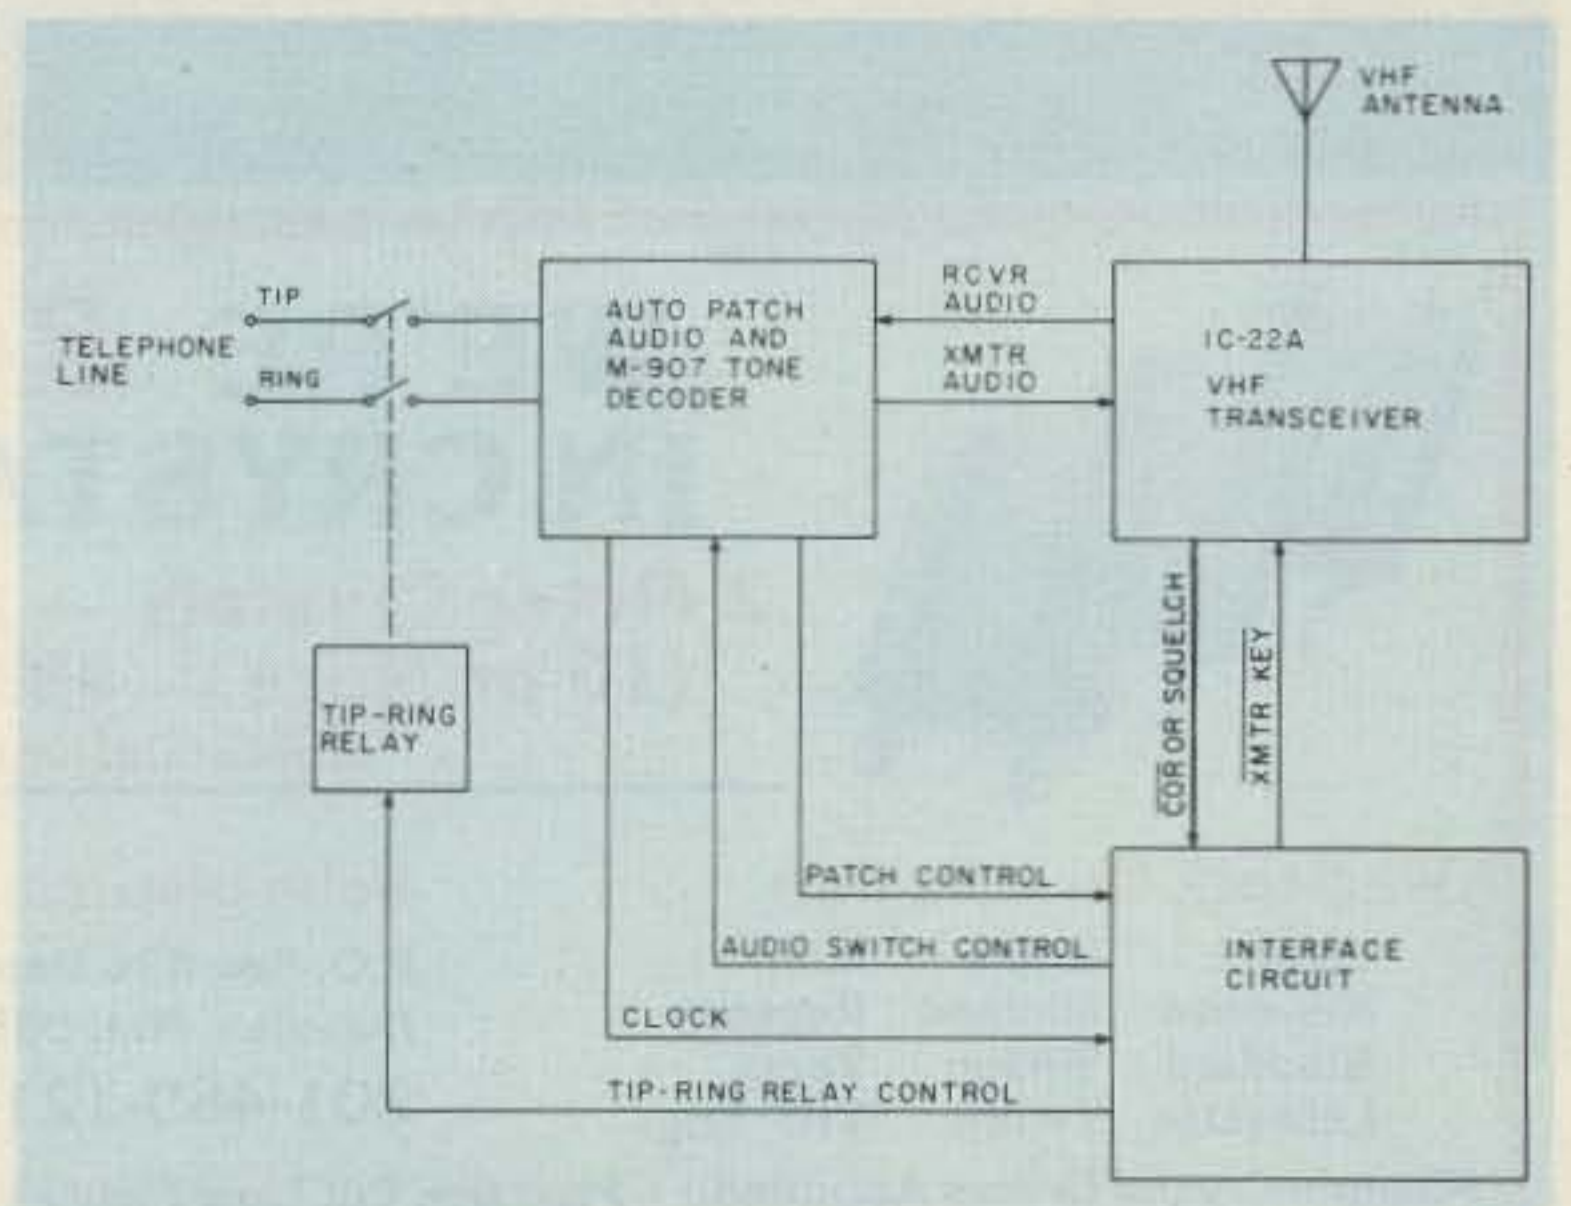 VHF
ANTENNA
TIP
TELEPHONE
LINE
RING
AUTO PATCH
AUDIO AND
M-907 TONE
DECODER
RCVR
AUDIO
XMTR
AUDIO
IC-22A
VHF
TRANSCEIVER
TIP-RING
RELAY
COR OR SQUELCH
XMTR KEY
PATCH CONTROL
AUDIO SWITCH CONTROL
CLOCK
TIP-RING RELAY CONTROL
INTERFACE
CIRCUIT